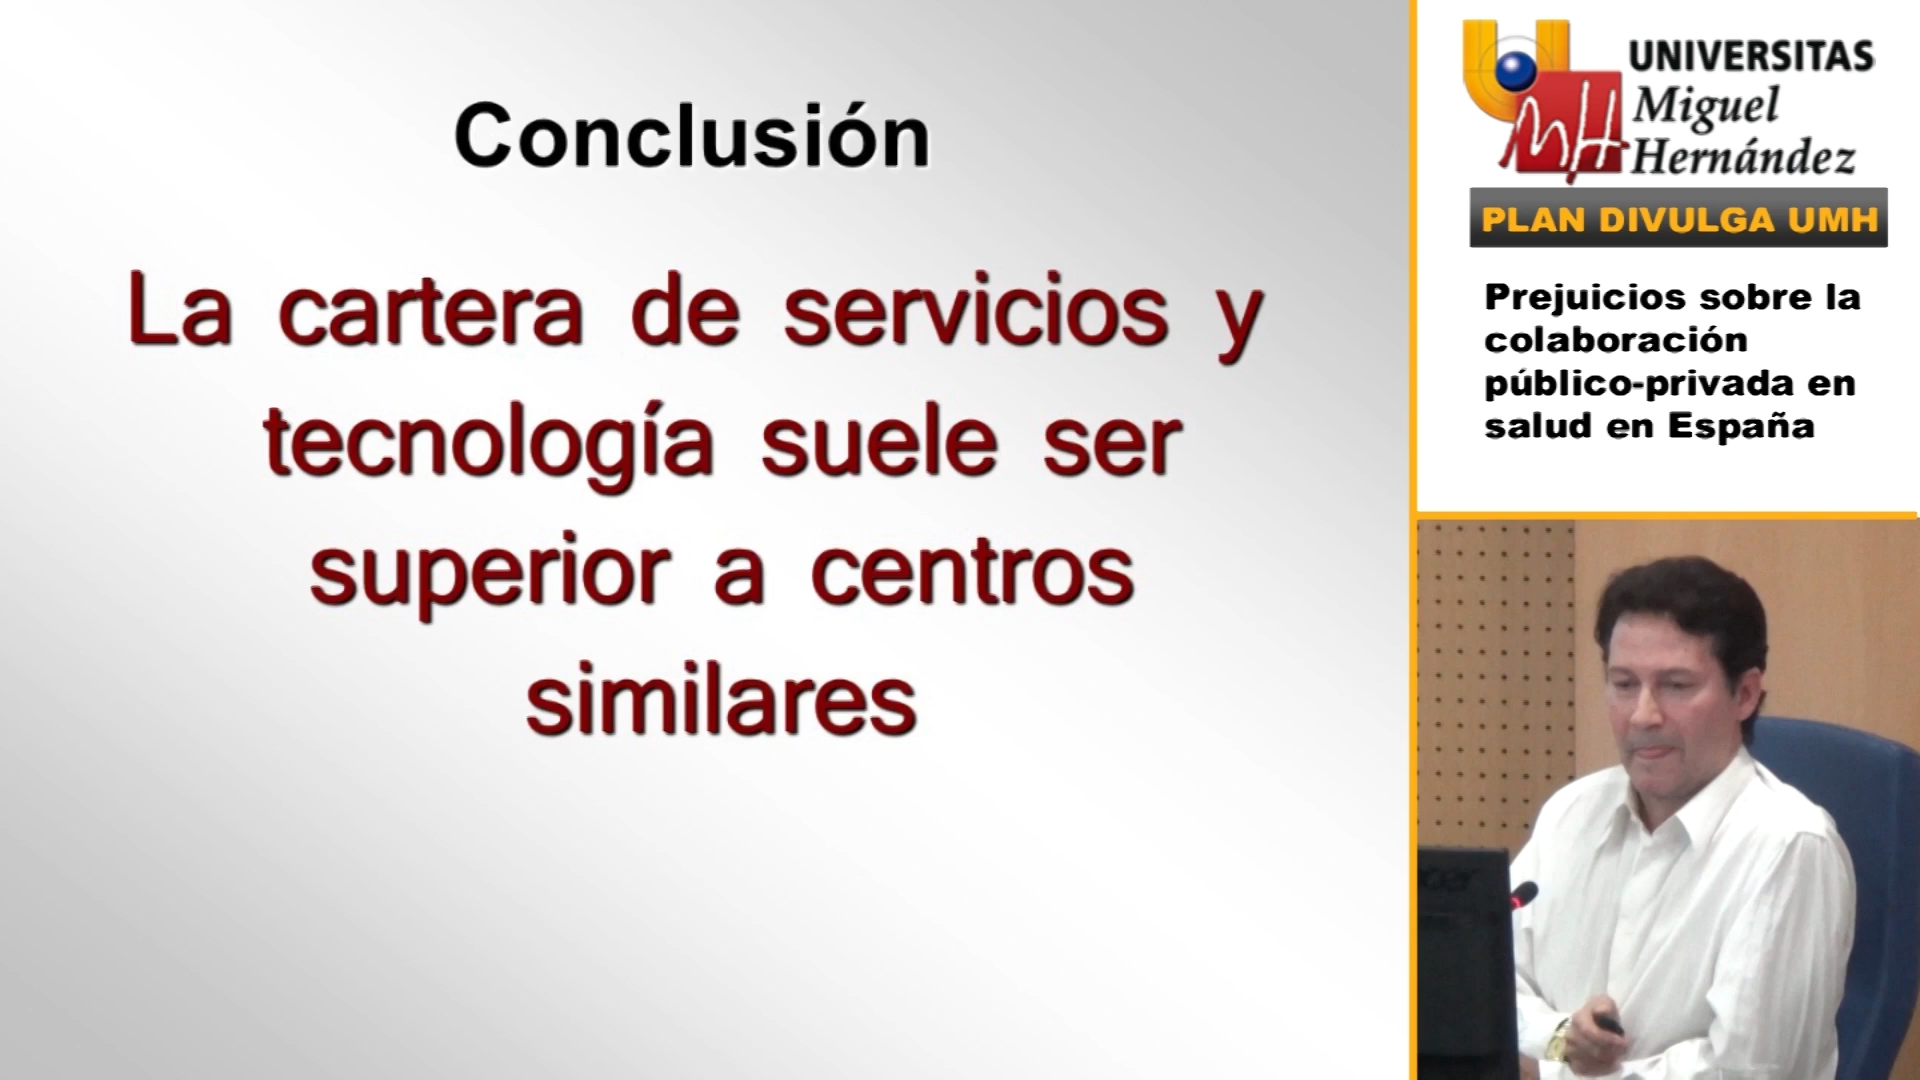 Conclusión
La cartera de servicios y
tecnología suele ser
superior a centros
similares
UNIVERSITAS
Miguel
Hernández
PLAN DIVULGA UMH
Prejuicios sobre la
colaboración
público-privada en
salud en España
acer